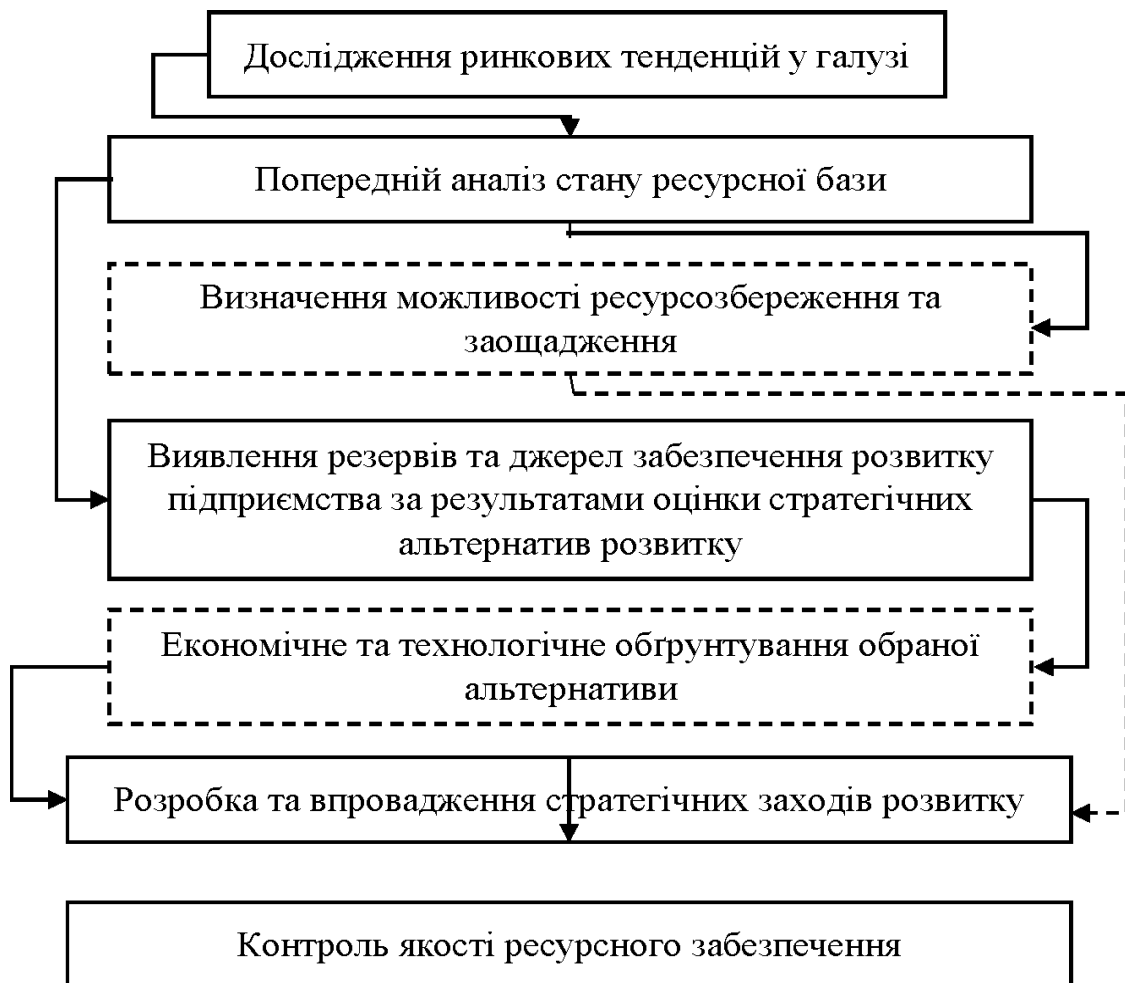 Дослідження ринкових тенденцій у галузі
Попередній аналіз стану ресурсної бази
Визначення можливості ресурсозбереження та
заощадження
Виявлення резервів та джерел забезпечення розвитку
підприємства за результатами оцінки стратегічних
альтернатив розвитку
Економічне та технологічне обґрунтування обраної
альтернативи
Розробка та впровадження стратегічних заходів розвитку
Контроль якості ресурсного забезпечення